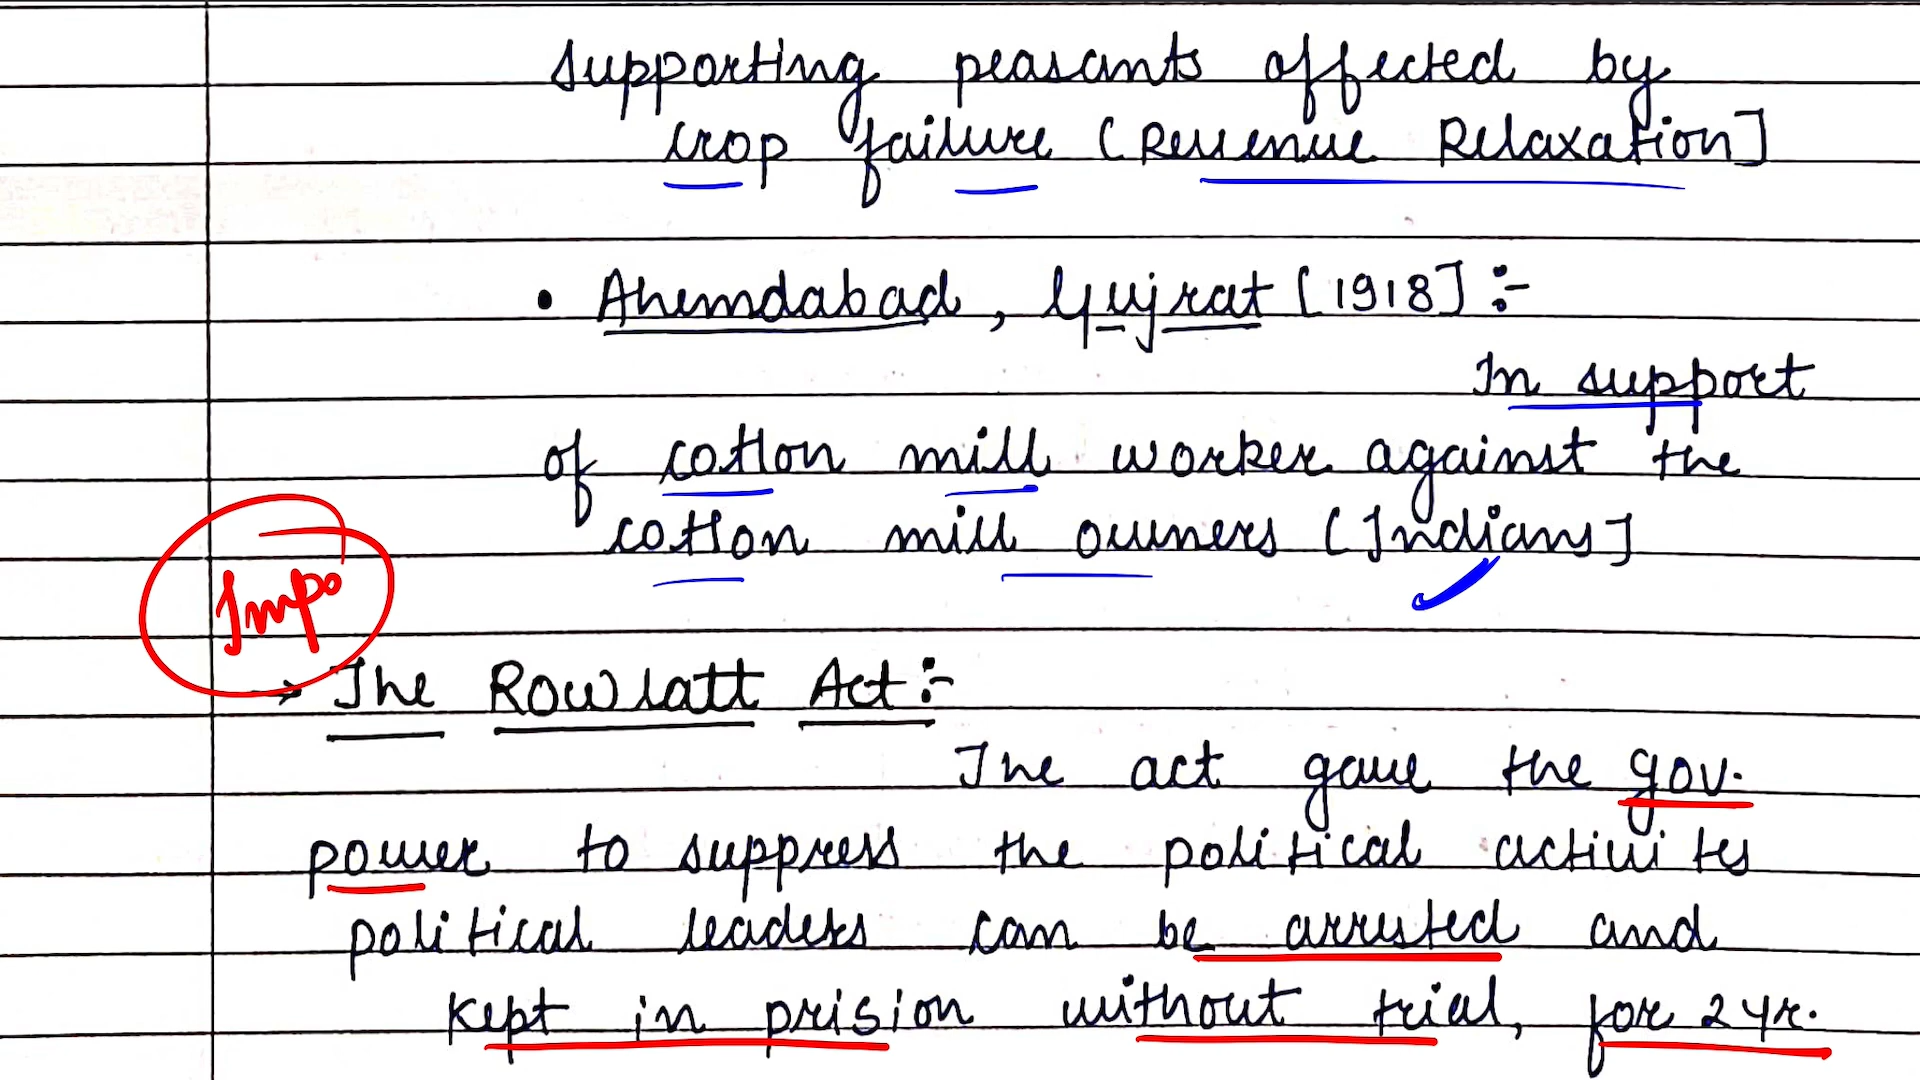 supporting peasants affected by
crop failure [Revenue Relaxation]
• Ahemdabad, Gujrat [1918] :-
In support
of cotton mill worker against the
cotton mill owners [Indians]
Impo
→ The Rowlatt Act :-
The act gave the gov.
power to suppress the political activites
political leaders can be arrested and
kept in prision without trial, for 2 yr.